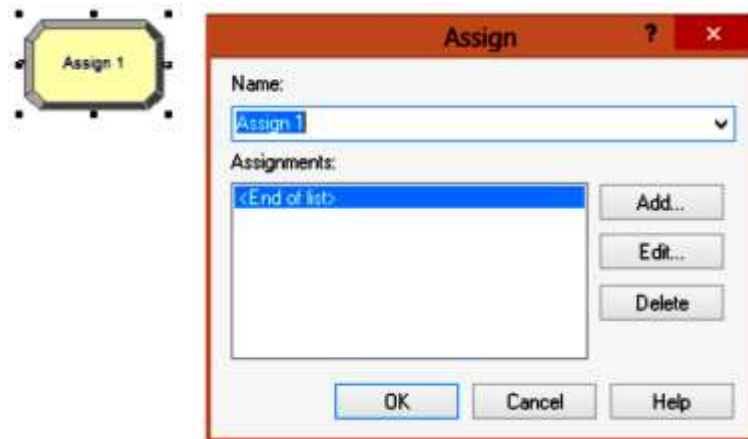 Assign 1
Assign ? ×
Name:
Assign 1
Assignments:
<End of list>
Add...
Edit...
Delete
OK Cancel Help